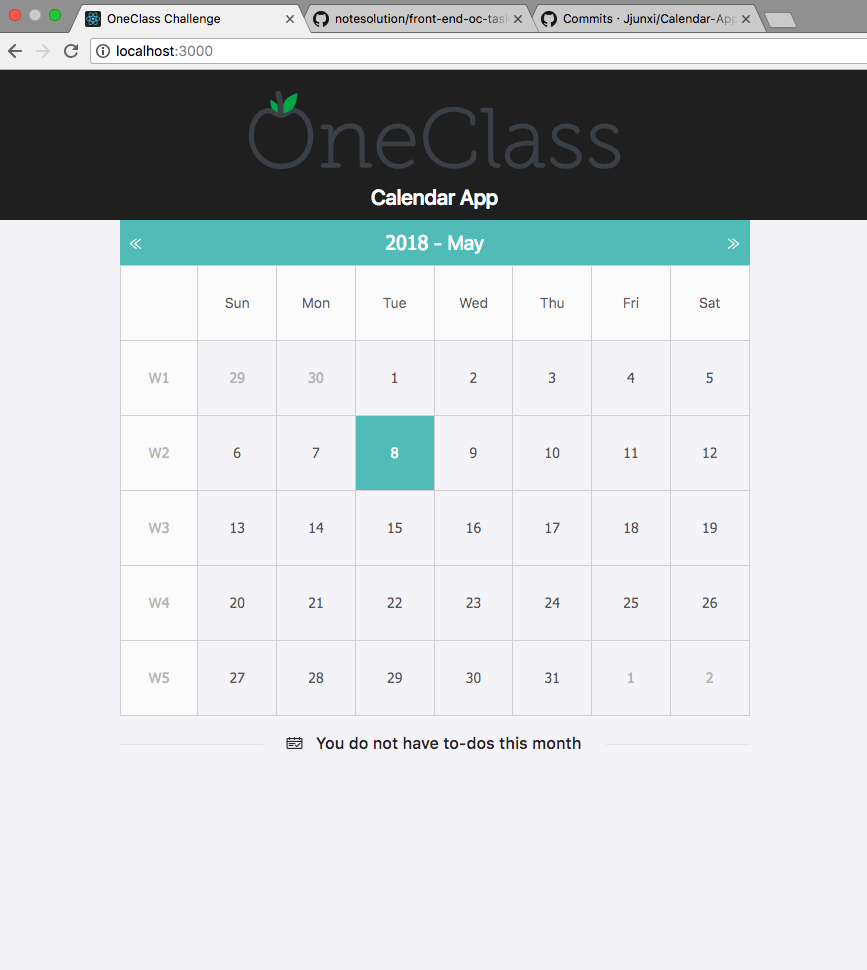 OneClass Challenge
notesolution/front-end-oc-tas
Commits · Jjunxi/Calendar-App
localhost:3000
OneClass
Calendar App
« 2018 - May »
Sun Mon Tue Wed Thu Fri Sat
W1 29 30 1 2 3 4 5
W2 6 7 8 9 10 11 12
W3 13 14 15 16 17 18 19
W4 20 21 22 23 24 25 26
W5 27 28 29 30 31 1 2
You do not have to-dos this month